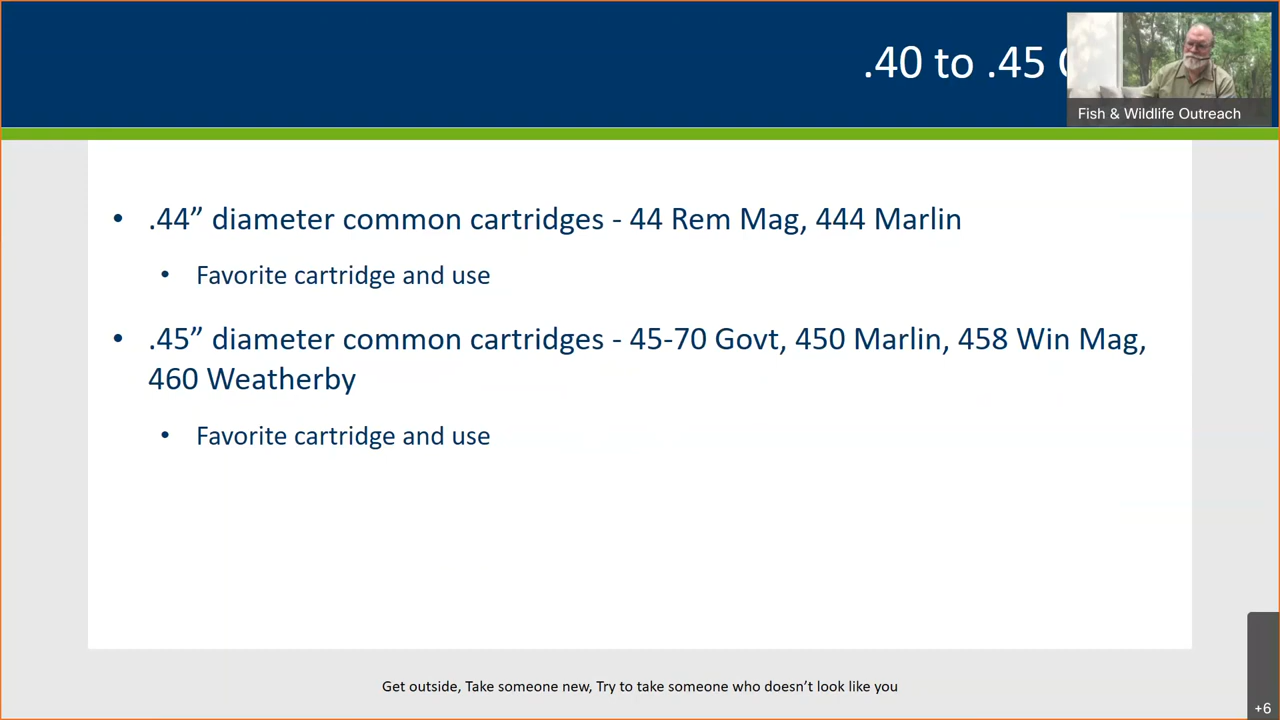 .40 to .45
Fish & Wildlife Outreach
• .44” diameter common cartridges - 44 Rem Mag, 444 Marlin
• Favorite cartridge and use
• .45” diameter common cartridges - 45-70 Govt, 450 Marlin, 458 Win Mag,
460 Weatherby
• Favorite cartridge and use
Get outside, Take someone new, Try to take someone who doesn’t look like you
+6